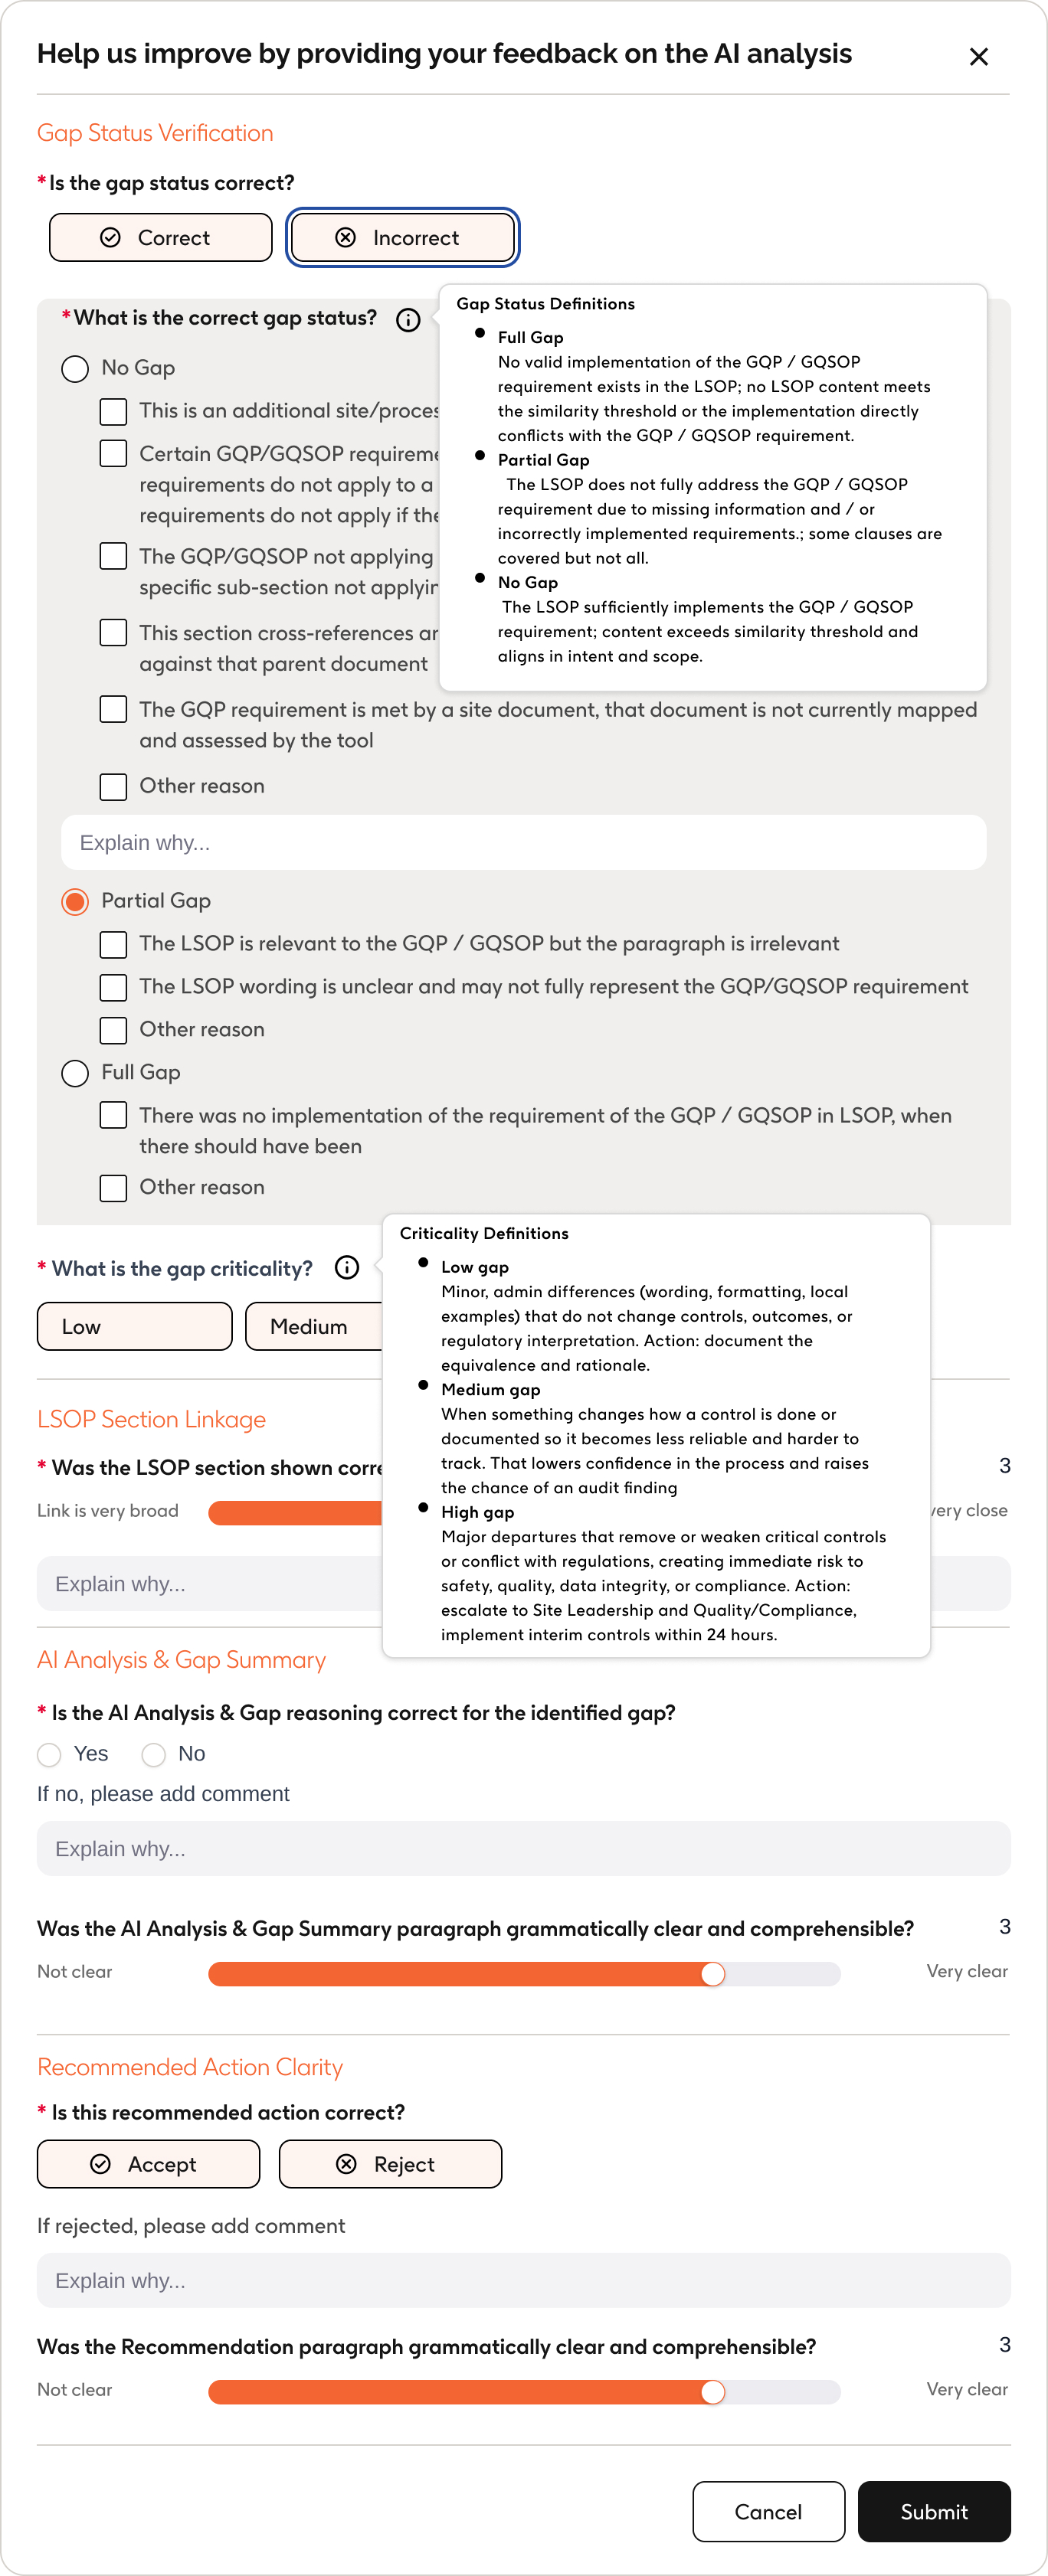 Help us improve by providing your feedback on the AI analysis
Gap Status Verification
*Is the gap status correct?
Correct
Incorrect
*What is the correct gap status?
No Gap
This is an additional site/proces
Certain GQP/GQSOP requireme
requirements do not apply to a
requirements do not apply if the
The GQP/GQSOP not applying
specific sub-section not applyin
This section cross-references ar
against that parent document
The GQP requirement is met by a site document, that document is not currently mapped
and assessed by the tool
Other reason
Explain why...
Gap Status Definitions
Full Gap
No valid implementation of the GQP / GQSOP
requirement exists in the LSOP; no LSOP content meets
the similarity threshold or the implementation directly
conflicts with the GQP / GQSOP requirement.
Partial Gap
The LSOP does not fully address the GQP / GQSOP
requirement due to missing information and / or
incorrectly implemented requirements.; some clauses are
covered but not all.
No Gap
The LSOP sufficiently implements the GQP / GQSOP
requirement; content exceeds similarity threshold and
aligns in intent and scope.
Partial Gap
The LSOP is relevant to the GQP / GQSOP but the paragraph is irrelevant
The LSOP wording is unclear and may not fully represent the GQP/GQSOP requirement
Other reason
Full Gap
There was no implementation of the requirement of the GQP / GQSOP in LSOP, when
there should have been
Other reason
* What is the gap criticality?
Low
Medium
Criticality Definitions
Low gap
Minor, admin differences (wording, formatting, local
examples) that do not change controls, outcomes, or
regulatory interpretation. Action: document the
equivalence and rationale.
Medium gap
When something changes how a control is done or
documented so it becomes less reliable and harder to
track. That lowers confidence in the process and raises
the chance of an audit finding
High gap
Major departures that remove or weaken critical controls
or conflict with regulations, creating immediate risk to
safety, quality, data integrity, or compliance. Action:
escalate to Site Leadership and Quality/Compliance,
implement interim controls within 24 hours.
LSOP Section Linkage
* Was the LSOP section shown corre
3
Link is very broad
very close
Explain why...
AI Analysis & Gap Summary
* Is the AI Analysis & Gap reasoning correct for the identified gap?
Yes
No
If no, please add comment
Explain why...
Was the AI Analysis & Gap Summary paragraph grammatically clear and comprehensible?
3
Not clear
Very clear
Recommended Action Clarity
* Is this recommended action correct?
Accept
Reject
If rejected, please add comment
Explain why...
Was the Recommendation paragraph grammatically clear and comprehensible?
3
Not clear
Very clear
Cancel
Submit